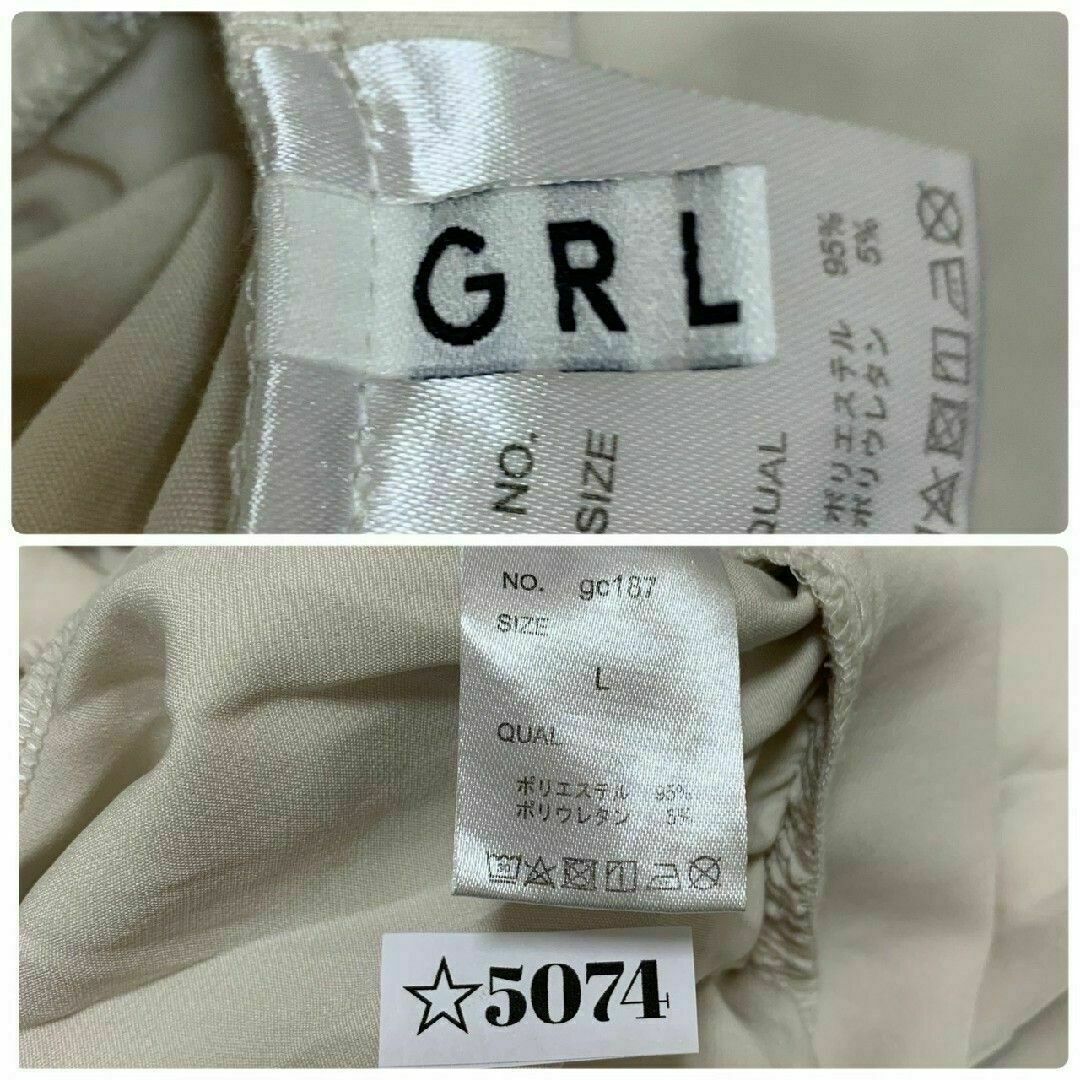 GRL
NO.
SIZE
QUAL
ポリエステル 95%
ポリウレタン 5%
NO. gc187
SIZE
L
QUAL
ポリエステル 95%
ポリウレタン 5%
☆5074